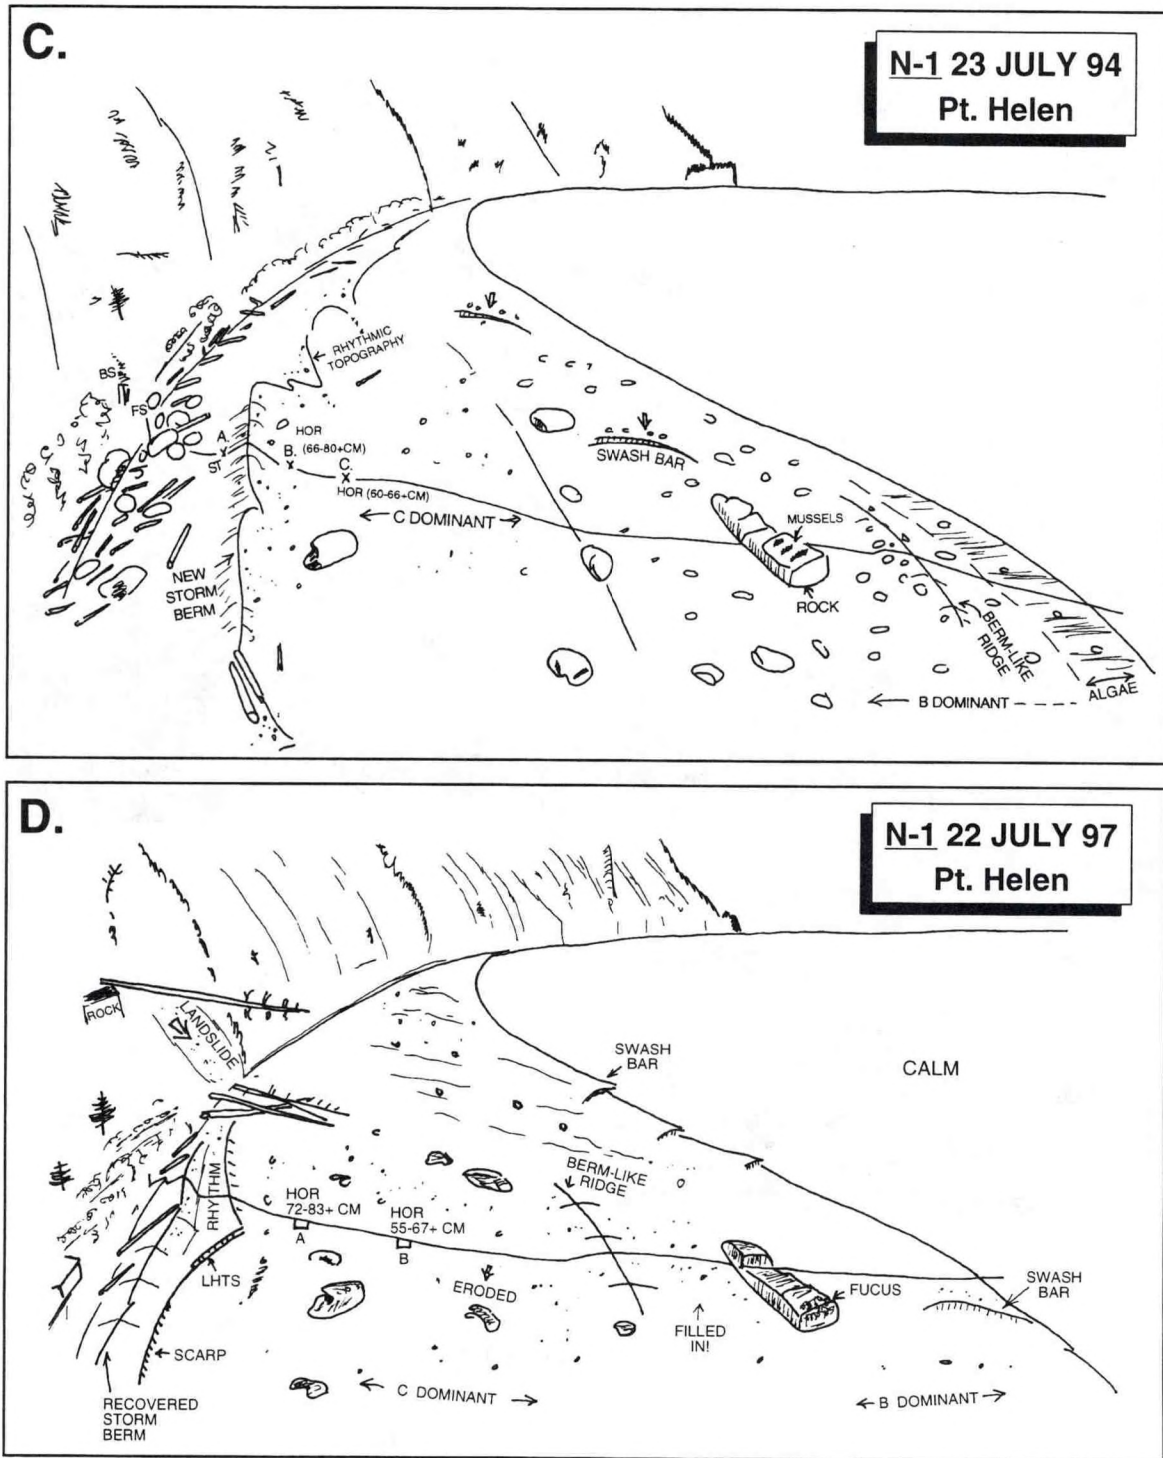 C.
N-1 23 JULY 94
Pt. Helen
RHYTHMIC
TOPOGRAPHY
BS
FS
A.
ST
HOR
B. (66-80+CM)
C.
HOR (60-66+CM)
SWASH BAR
C DOMINANT
MUSSELS
ROCK
NEW
STORM
BERM
BERM-LIKE
RIDGE
B DOMINANT
ALGAE
D.
N-1 22 JULY 97
Pt. Helen
ROCK
LANDSLIDE
SWASH
BAR
CALM
RHYTHM
BERM-LIKE
RIDGE
HOR
72-83+ CM
A
HOR
55-67+ CM
B
LHTS
ERODED
FUCUS
SWASH
BAR
FILLED
IN!
SCARP
C DOMINANT
B DOMINANT
RECOVERED
STORM
BERM